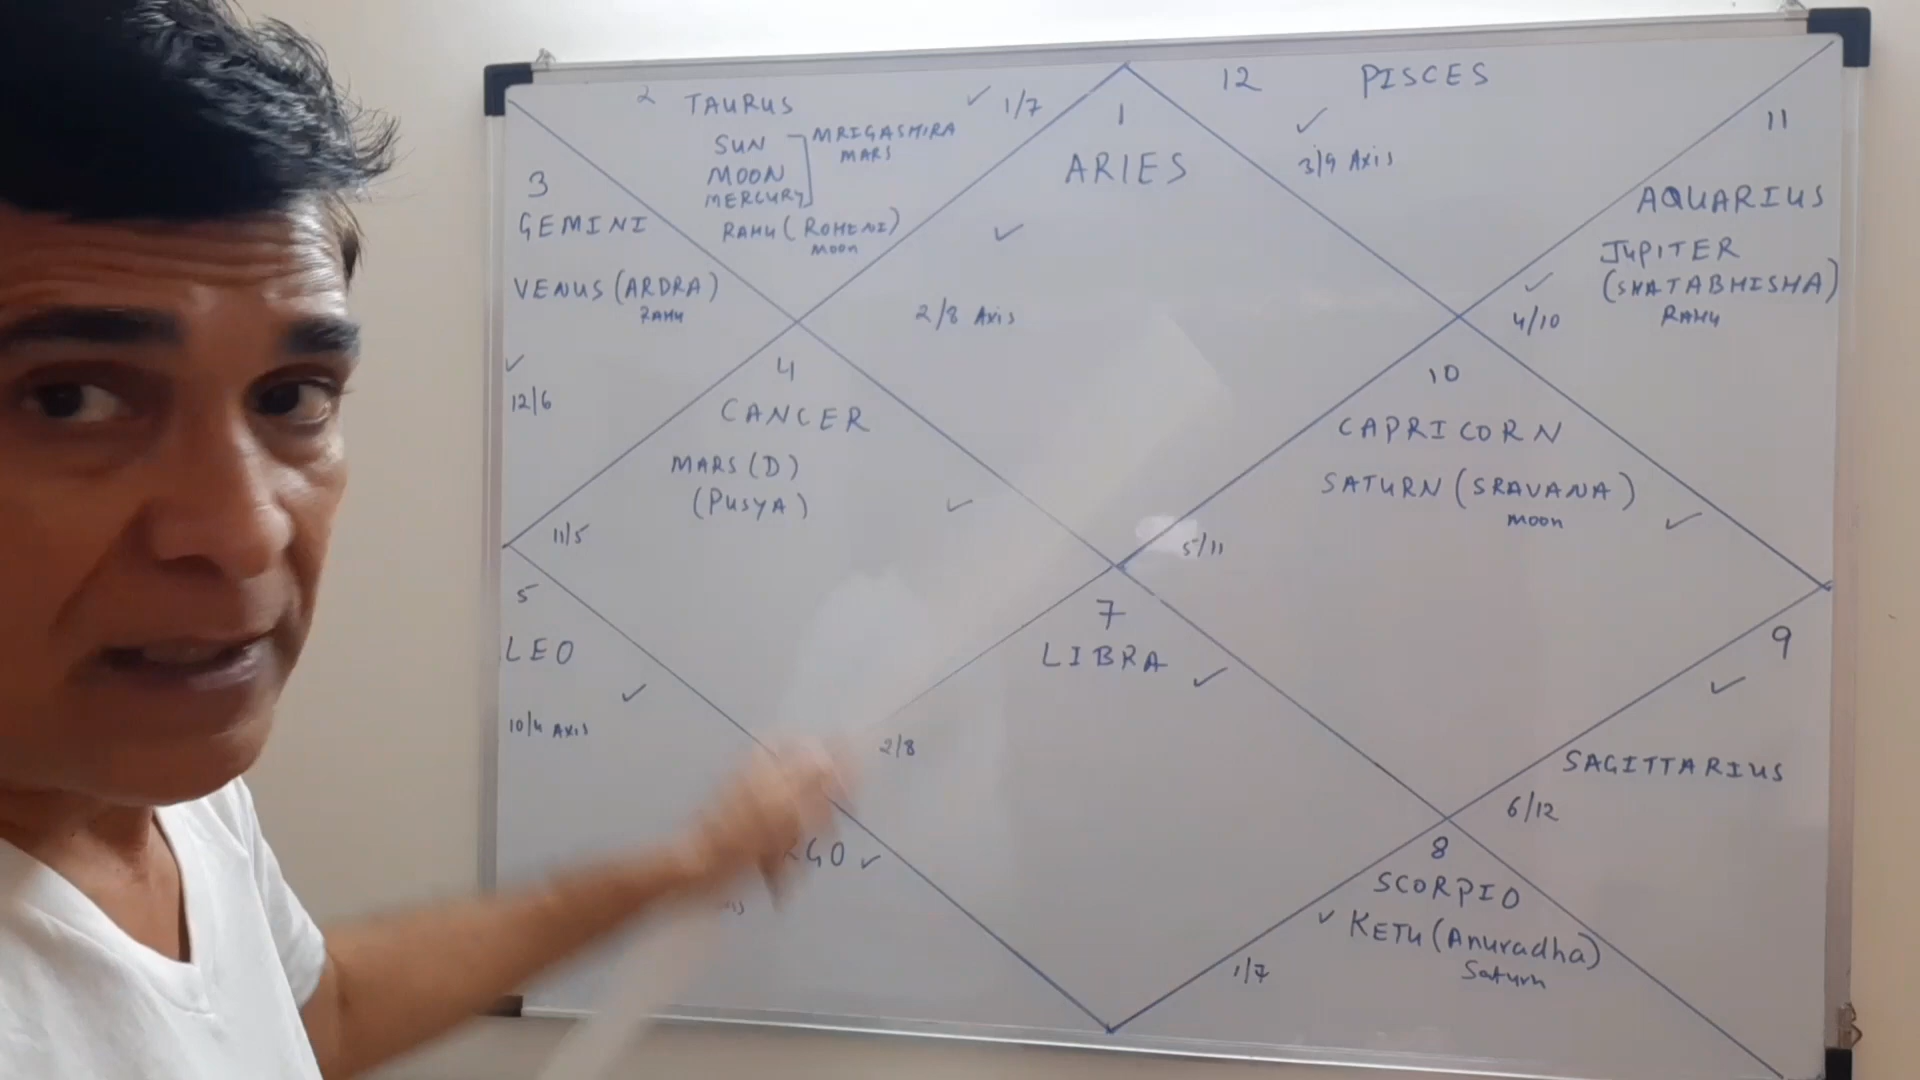 2 TAURUS ✓ 1/7
SUN
MOON
MERCURY
MRIGASHIRA
MARS
RAHU (ROHINI)
MOON
1
ARIES
✓
2/8 Axis
12 PISCES
✓
3/9 Axis
11
AQUARIUS
JUPITER
(SHATABHISHA)
RAHU
✓
4/10
3
GEMINI
VENUS (ARDRA)
RAHU
✓
12/6
4
CANCER
MARS (D)
(PUSYA)
✓
11/5
10
CAPRICORN
SATURN (SRAVANA)
MOON
✓
5/11
5
LEO
✓
10/4 AXIS
7
LIBRA ✓
2/8
9
✓
SAGITTARIUS
6/12
8
SCORPIO
✓ KETU (Anuradha)
Saturn
1/7